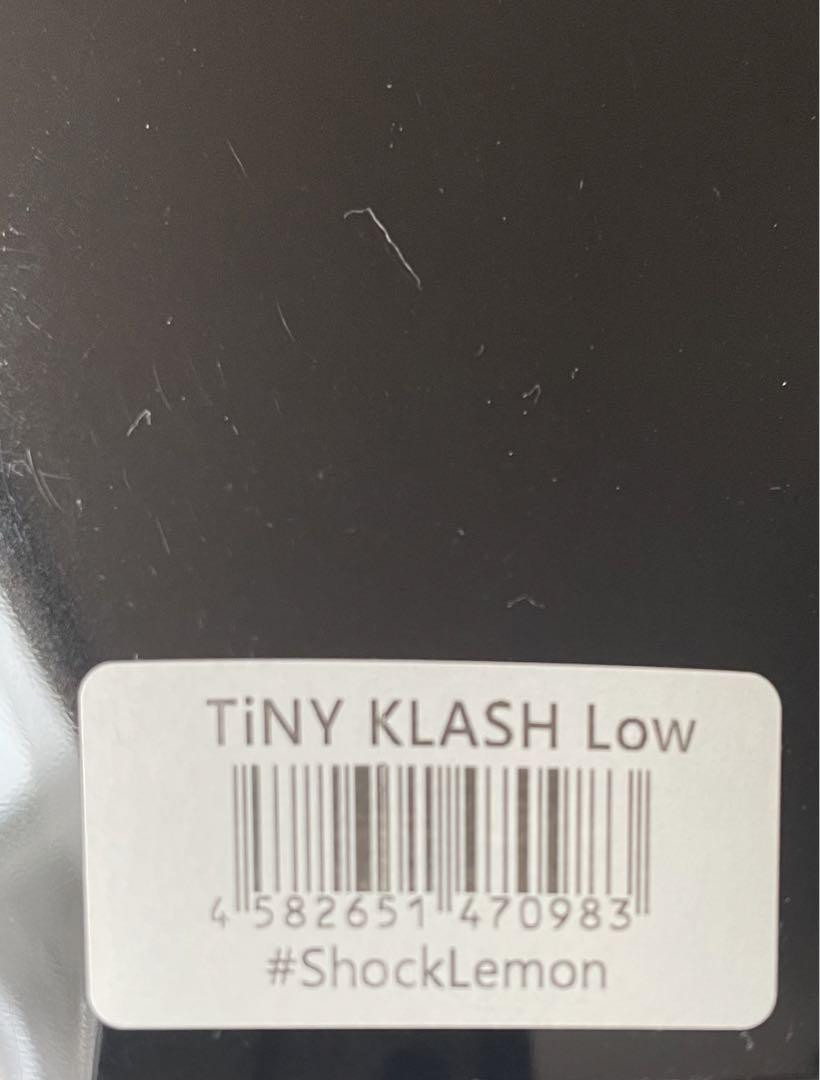 TiNY KLASH Low
4 582651 470983
#ShockLemon